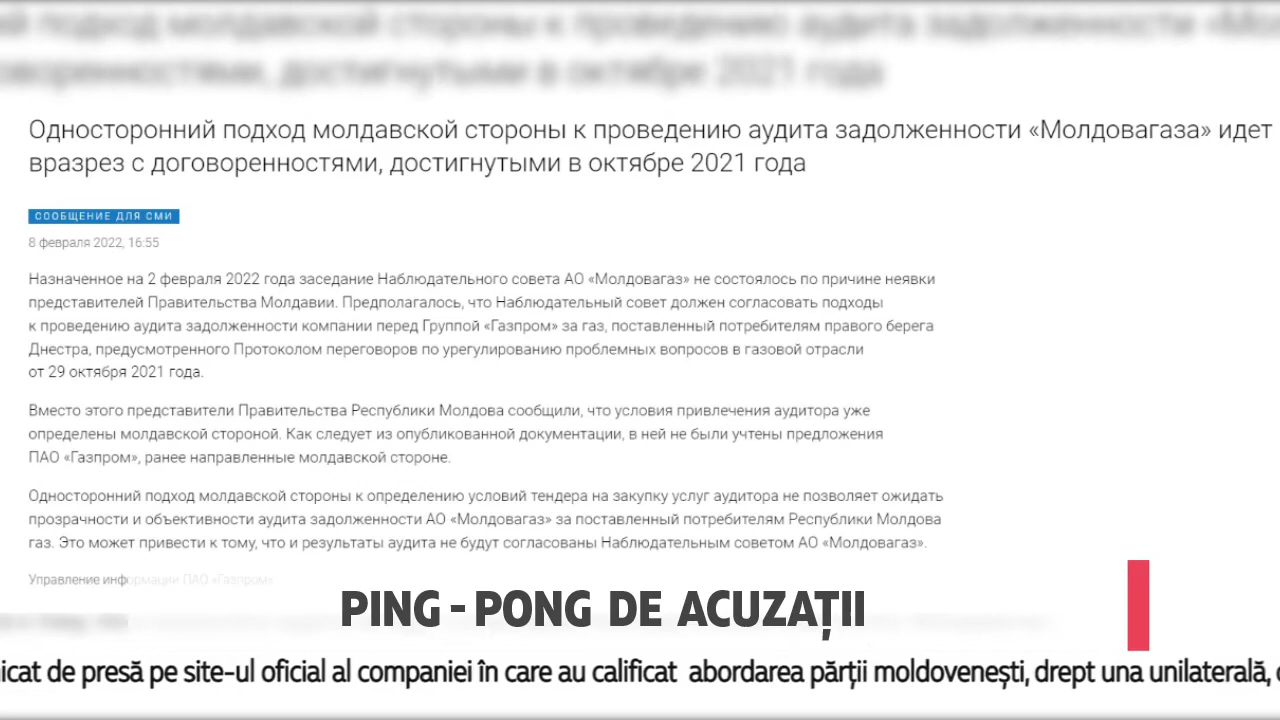 Односторонний подход молдавской стороны к проведению аудита задолженности «Молдовагаза» идет
вразрез с договоренностями, достигнутыми в октябре 2021 года
СООБЩЕНИЕ ДЛЯ СМИ
8 февраля 2022, 16:55
Назначенное на 2 февраля 2022 года заседание Наблюдательного совета АО «Молдовагаз» не состоялось по причине неявки
представителей Правительства Молдавии. Предполагалось, что Наблюдательный совет должен согласовать подходы
к проведению аудита задолженности компании перед Группой «Газпром» за газ, поставленный потребителям правого берега
Днестра, предусмотренного Протоколом переговоров по урегулированию проблемных вопросов в газовой отрасли
от 29 октября 2021 года.
Вместо этого представители Правительства Республики Молдова сообщили, что условия привлечения аудитора уже
определены молдавской стороной. Как следует из опубликованной документации, в ней не были учтены предложения
ПАО «Газпром», ранее направленные молдавской стороне.
Односторонний подход молдавской стороны к определению условий тендера на закупку услуг аудитора не позволяет ожидать
прозрачности и объективности аудита задолженности АО «Молдовагаз» за поставленный потребителям Республики Молдова
газ. Это может привести к тому, что и результаты аудита не будут согласованы Наблюдательным советом АО «Молдовагаз».
Управление информации ПАО «Газпром»
PING - PONG DE ACUZAȚII
de presă pe site-ul oficial al companiei în care au calificat abordarea părții moldovenești, drept una unilaterală,